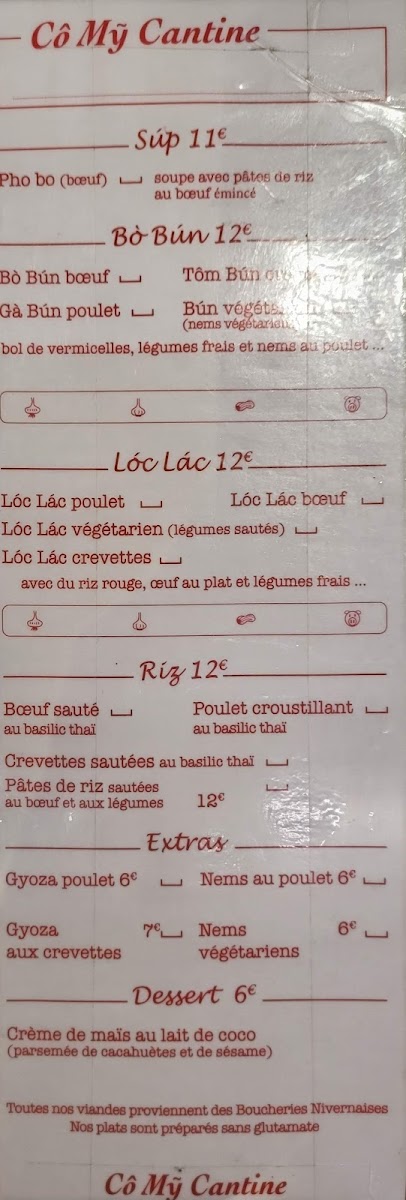 Cô Mỹ Cantine
Súp 11€
Pho bo (bœuf) soupe avec pâtes de riz
au bœuf émincé
Bò Bún 12€
Bò Bún bœuf Tôm Bún
Gà Bún poulet Bún
(nems
bol de vermicelles, légumes frais et nems au poulet ...
Lóc Lác 12€
Lóc Lác poulet Lóc Lác bœuf
Lóc Lác végétarien (légumes sautés)
Lóc Lác crevettes
avec du riz rouge, œuf au plat et légumes frais ...
Riz 12€
Bœuf sauté Poulet croustillant
au basilic thaï au basilic thaï
Crevettes sautées au basilic thaï
Pâtes de riz sautées
au bœuf et aux légumes 12€
Extras
Gyoza poulet 6€ Nems au poulet 6€
Gyoza 7€ Nems 6€
aux crevettes végétariens
Dessert 6€
Crème de maïs au lait de coco
(parsemée de cacahuètes et de sésame)
Toutes nos viandes proviennent des Boucheries Nivernaises
Nos plats sont préparés sans glutamate
Cô Mỹ Cantine